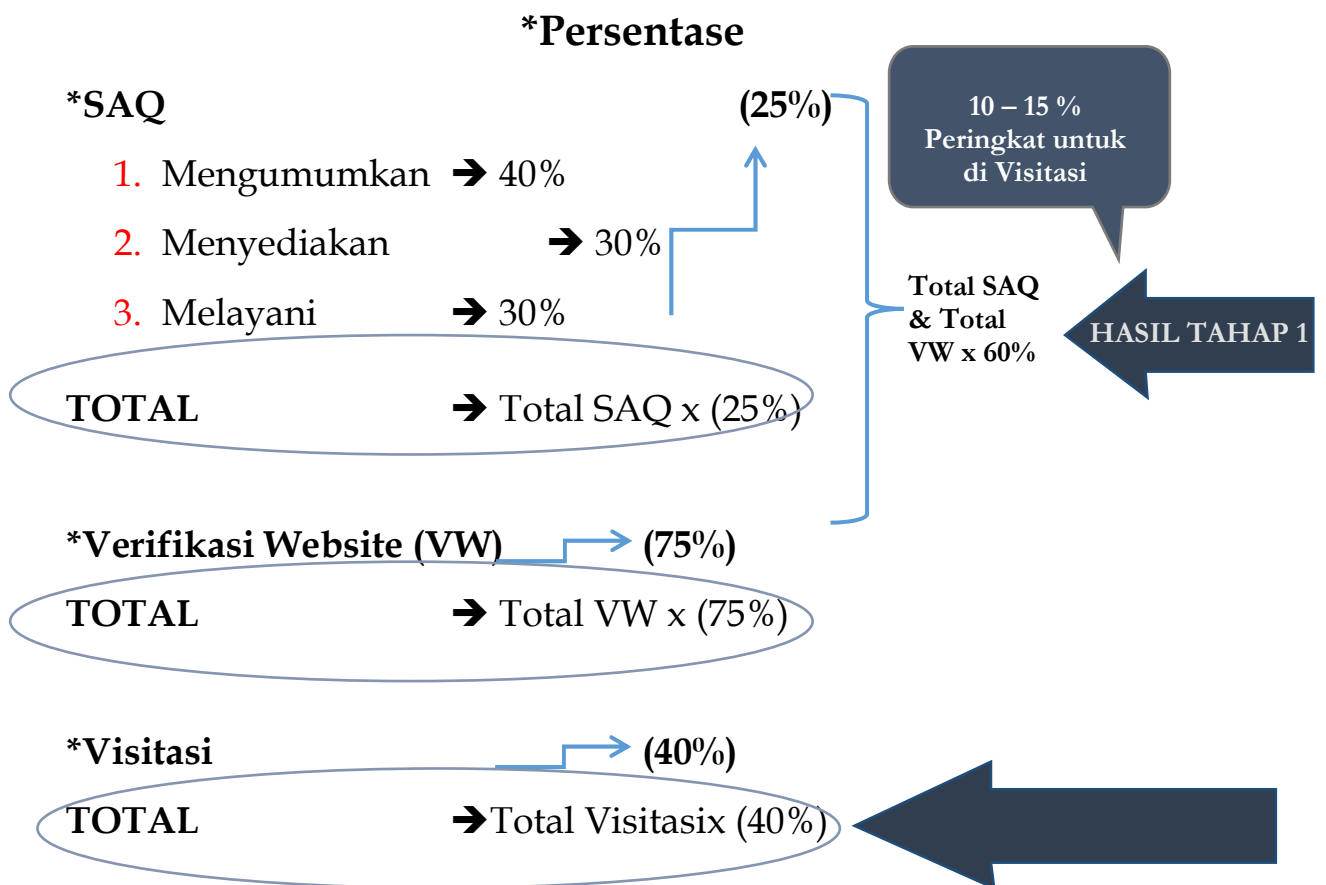 *Persentase
*SAQ (25%)
1. Mengumumkan ➔ 40%
2. Menyediakan ➔ 30%
3. Melayani ➔ 30%
TOTAL ➔ Total SAQ x (25%)
10 – 15 %
Peringkat untuk
di Visitasi
Total SAQ
& Total
VW x 60%
HASIL TAHAP 1
*Verifikasi Website (VW) (75%)
TOTAL ➔ Total VW x (75%)
*Visitasi (40%)
TOTAL ➔Total Visitasix (40%)